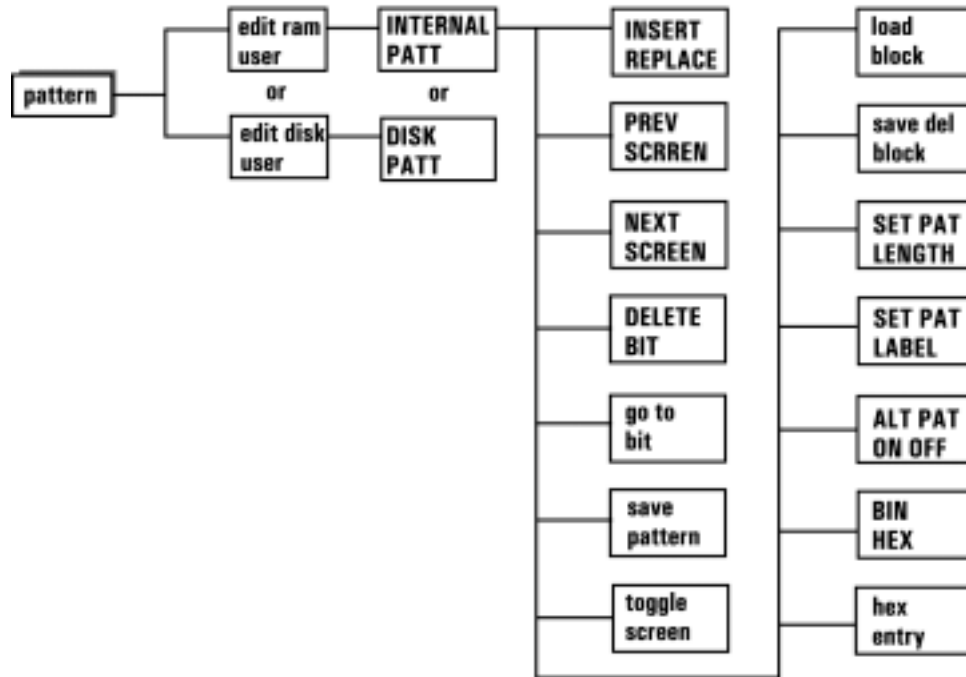 pattern
edit ram
user
or
edit disk
user
INTERNAL
PATT
or
DISK
PATT
INSERT
REPLACE
PREV
SCRREN
NEXT
SCREEN
DELETE
BIT
go to
bit
save
pattern
toggle
screen
load
block
save del
block
SET PAT
LENGTH
SET PAT
LABEL
ALT PAT
ON OFF
BIN
HEX
hex
entry